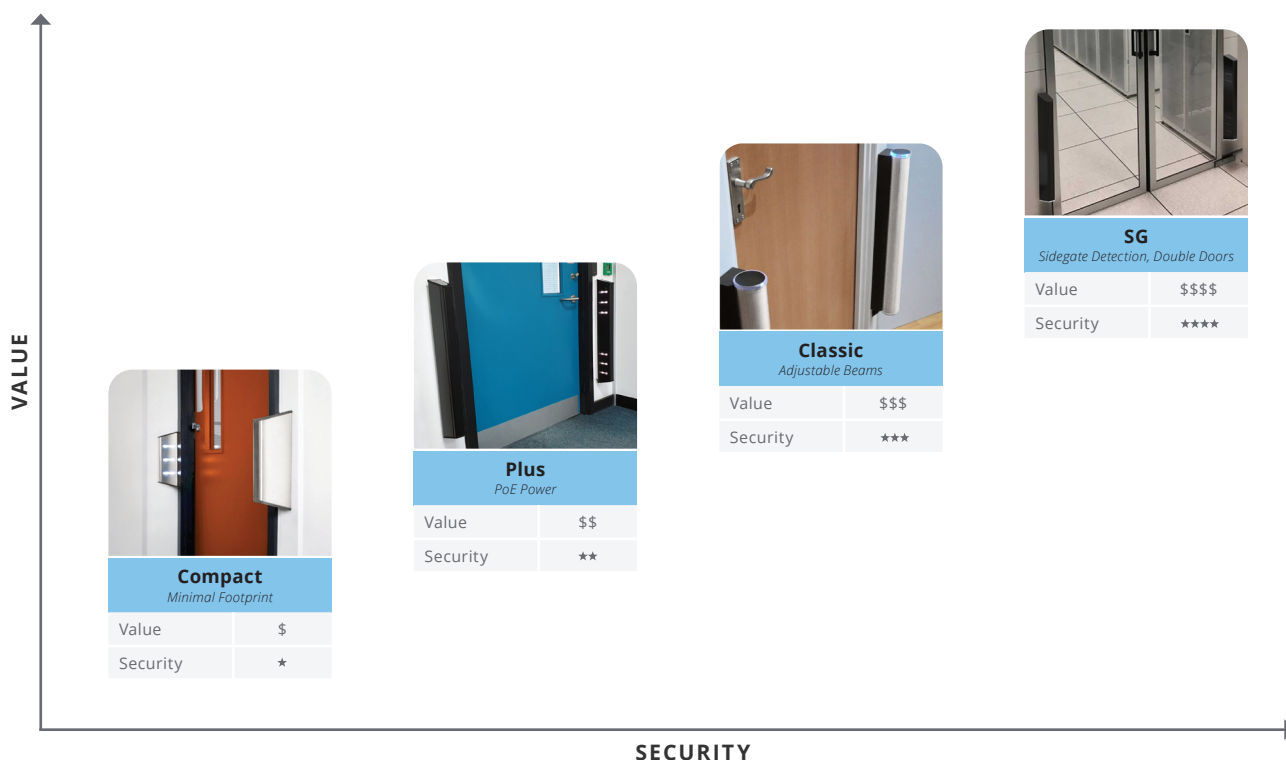 VALUE
SG
Sidegate Detection, Double Doors
Value $$$$
Security ★★★★
Classic
Adjustable Beams
Value $$$
Security ★★★
Plus
PoE Power
Value $$
Security ★★
Compact
Minimal Footprint
Value $
Security ★
SECURITY